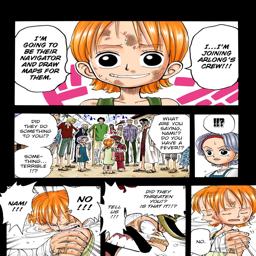 I...I'M
JOINING
ARLONG'S
CREW!!!
I'M
GOING TO
BE THEIR
NAVIGATOR
AND DRAW
MAPS FOR
THEM.
!!?
WHAT
ARE YOU
SAYING,
NAMI?
DO YOU
HAVE A
FEVER?
DID
THEY DO
SOMETHING
TO YOU!?
SOME-
THING...
TERRIBLE
!?
DID THEY
THREATEN
YOU!?
IS THAT IT!?
TELL
US
!!!
NO
!!!
NAMI
!!!
NO.